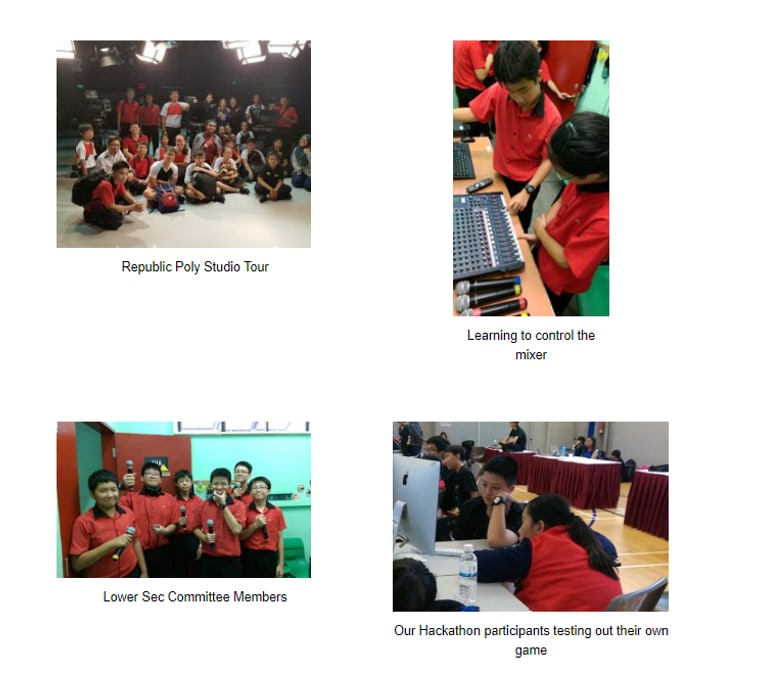 Republic Poly Studio Tour
Learning to control the
mixer
Lower Sec Committee Members
Our Hackathon participants testing out their own
game